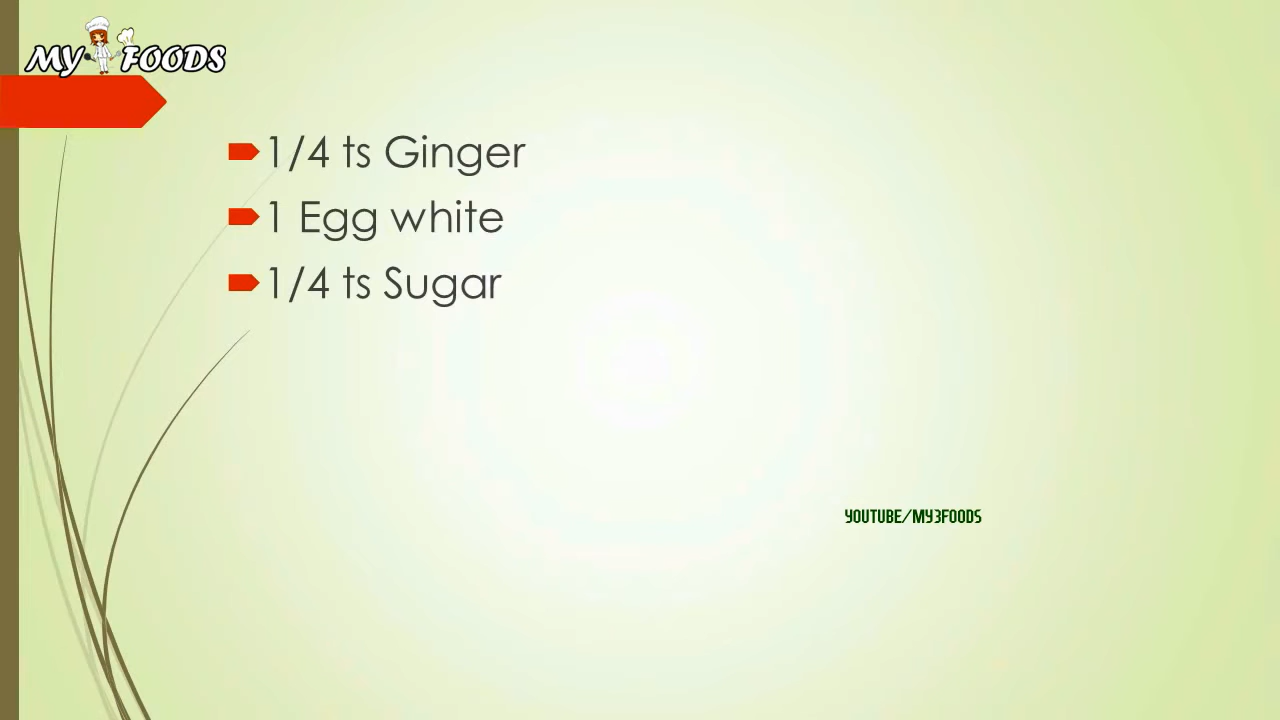 MY FOODS
1/4 ts Ginger
1 Egg white
1/4 ts Sugar
YOUTUBE/MY3FOODS